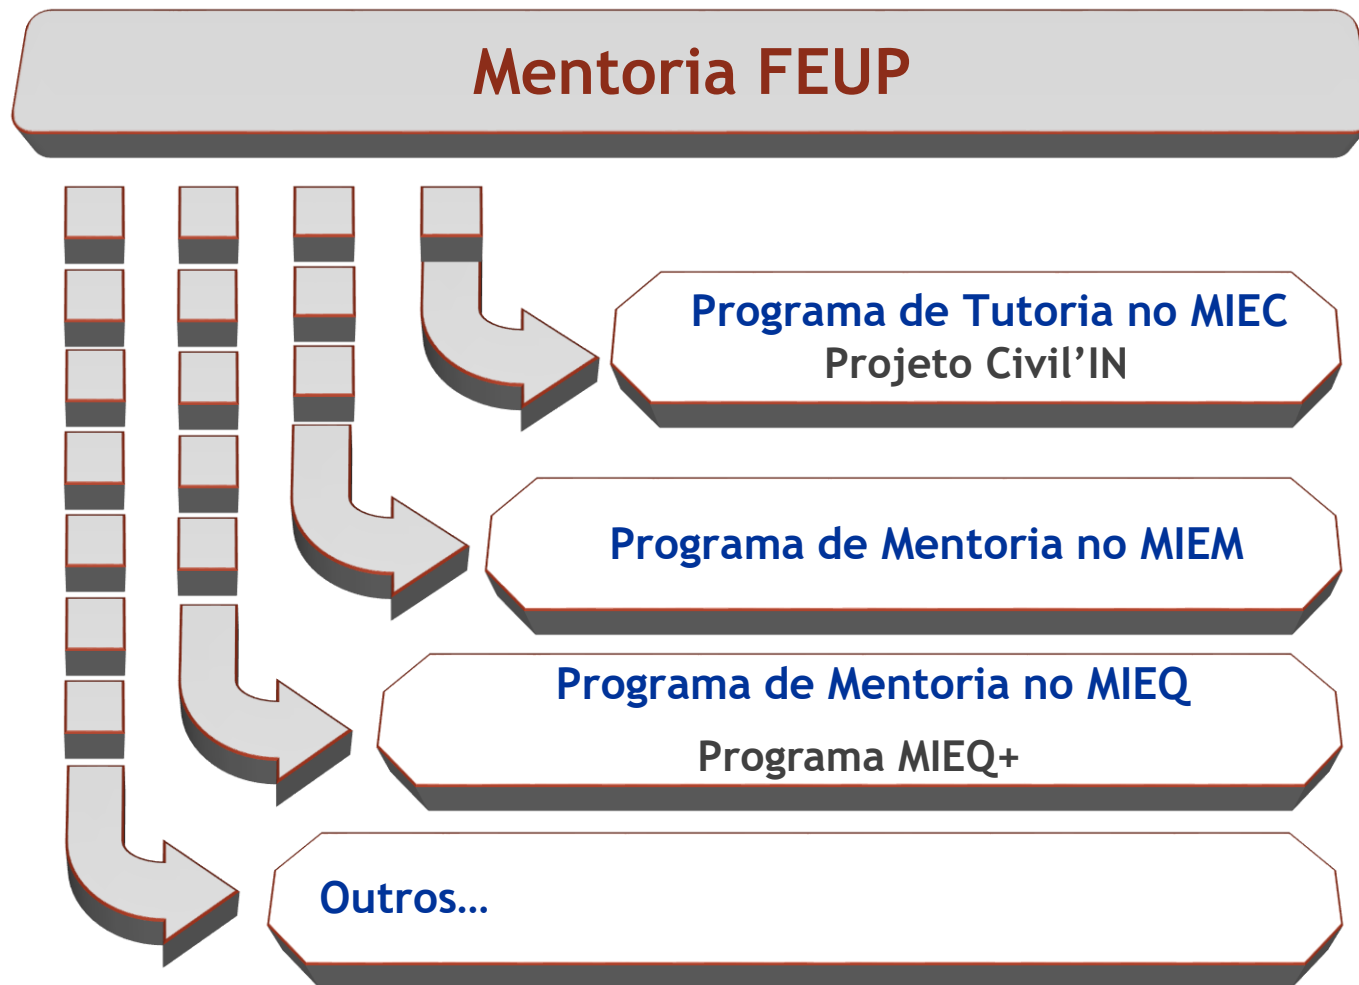 Mentoria FEUP
Programa de Tutoria no MIEC
Projeto Civil’IN
Programa de Mentoria no MIEM
Programa de Mentoria no MIEQ
Programa MIEQ+
Outros…